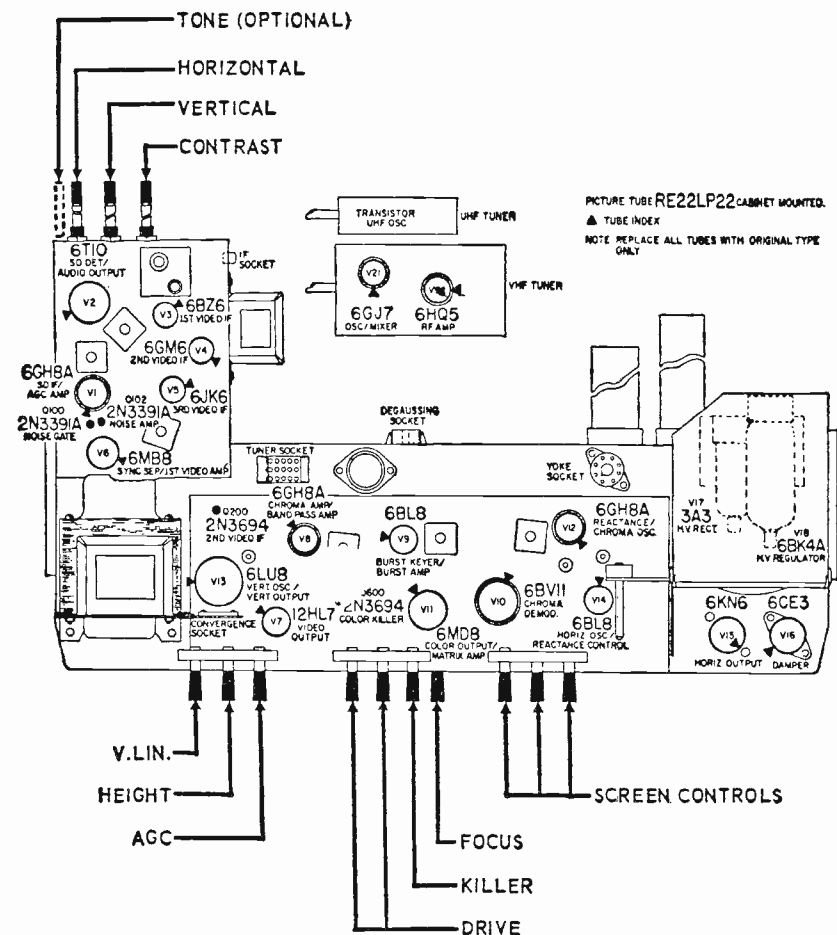 TONE (OPTIONAL)
HORIZONTAL
VERTICAL
CONTRAST
TRANSISTOR
UHF OSC
UHF TUNER
PICTURE TUBE RE22LP22 CABINET MOUNTED.
▲ TUBE INDEX
NOTE REPLACE ALL TUBES WITH ORIGINAL TYPE
ONLY
6T10
SD DET/
AUDIO OUTPUT
V2
IF
SOCKET
V3
6BZ6
1ST VIDEO IF
6GM6
2ND VIDEO IF
V4
V21
6GJ7
OSC/MIXER
6HQ5
RF AMP
VHF TUNER
6GH8A
SD IF/
AGC AMP
V1
V5
6JK6
3RD VIDEO IF
Q100
2N3391A
NOISE GATE
Q102
2N3391A
NOISE AMP
V6
6MB8
SYNC SEP/1ST VIDEO AMP
DEGAUSSING
SOCKET
TUNER SOCKET
YOKE
SOCKET
6GH8A
CHROMA AMP/
BAND PASS AMP
V8
Q200
2N3694
2ND VIDEO IF
6BL8
V9
BURST KEYER/
BURST AMP
V12
6GH8A
REACTANCE/
CHROMA OSC.
V17
3A3
H.V. RECT
V18
6BK4A
H.V. REGULATOR
V13
6LU8
VERT OSC/
VERT OUTPUT
CONVERGENCE
SOCKET
V7
12HL7
VIDEO
OUTPUT
Q600
2N3694
COLOR KILLER
V11
6MD8
COLOR OUTPUT/
MATRIX AMP
V10
6BV11
CHROMA
DEMOD.
V14
6BL8
HORIZ OSC/
REACTANCE CONTROL
6KN6
V15
HORIZ OUTPUT
6CE3
V16
DAMPER
V.LIN.
HEIGHT
AGC
SCREEN CONTROLS
FOCUS
KILLER
DRIVE